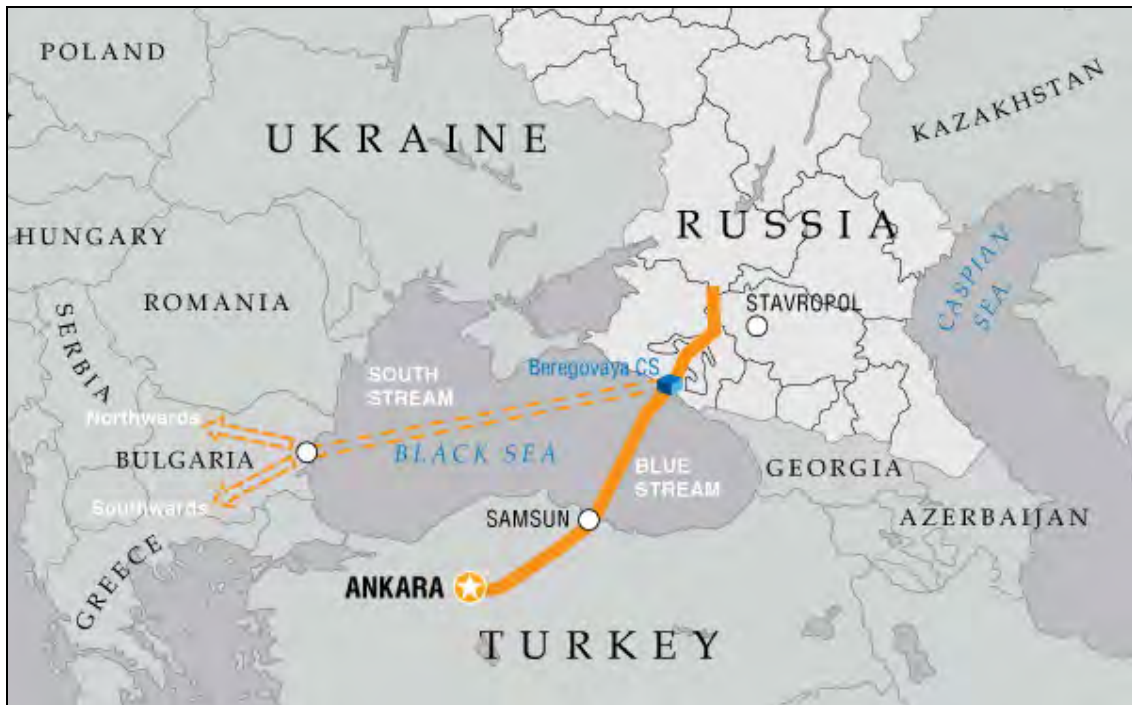 POLAND
UKRAINE
KAZAKHSTAN
HUNGARY
RUSSIA
CASPIAN
SEA
SERBIA
ROMANIA
STAVROPOL
Beregovaya CS
SOUTH
STREAM
Northwards
BULGARIA
BLACK SEA
BLUE
STREAM
GEORGIA
Southwards
SAMSUN
AZERBAIJAN
GREECE
ANKARA
TURKEY